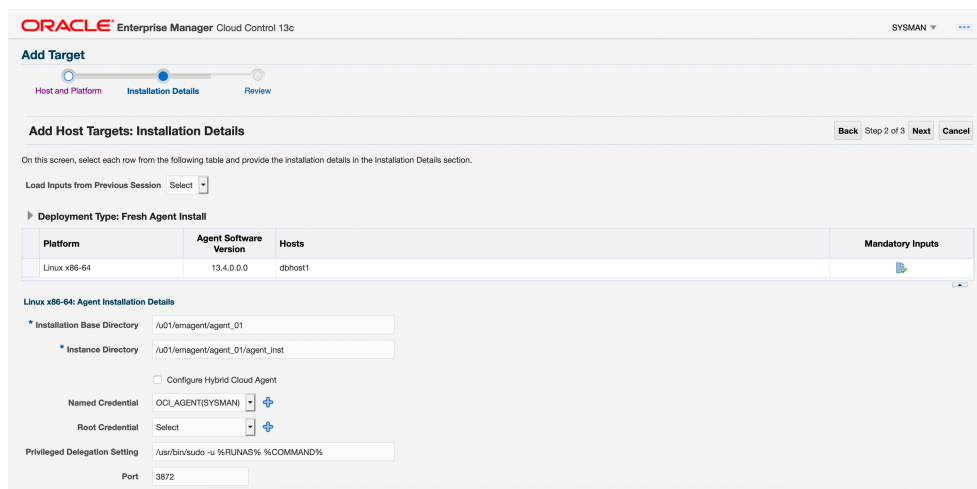 ORACLE Enterprise Manager Cloud Control 13c
SYSMAN
Add Target
Host and Platform Installation Details Review
Add Host Targets: Installation Details
Back Step 2 of 3 Next Cancel
On this screen, select each row from the following table and provide the installation details in the Installation Details section.
Load Inputs from Previous Session Select
Deployment Type: Fresh Agent Install
Platform Agent Software Version Hosts Mandatory Inputs
Linux x86-64 13.4.0.0.0 dbhost1
Linux x86-64: Agent Installation Details
* Installation Base Directory /u01/emagent/agent_01
* Instance Directory /u01/emagent/agent_01/agent_inst
Configure Hybrid Cloud Agent
Named Credential OCI_AGENT(SYSMAN)
Root Credential Select
Privileged Delegation Setting /usr/bin/sudo -u %RUNAS% %COMMAND%
Port 3872